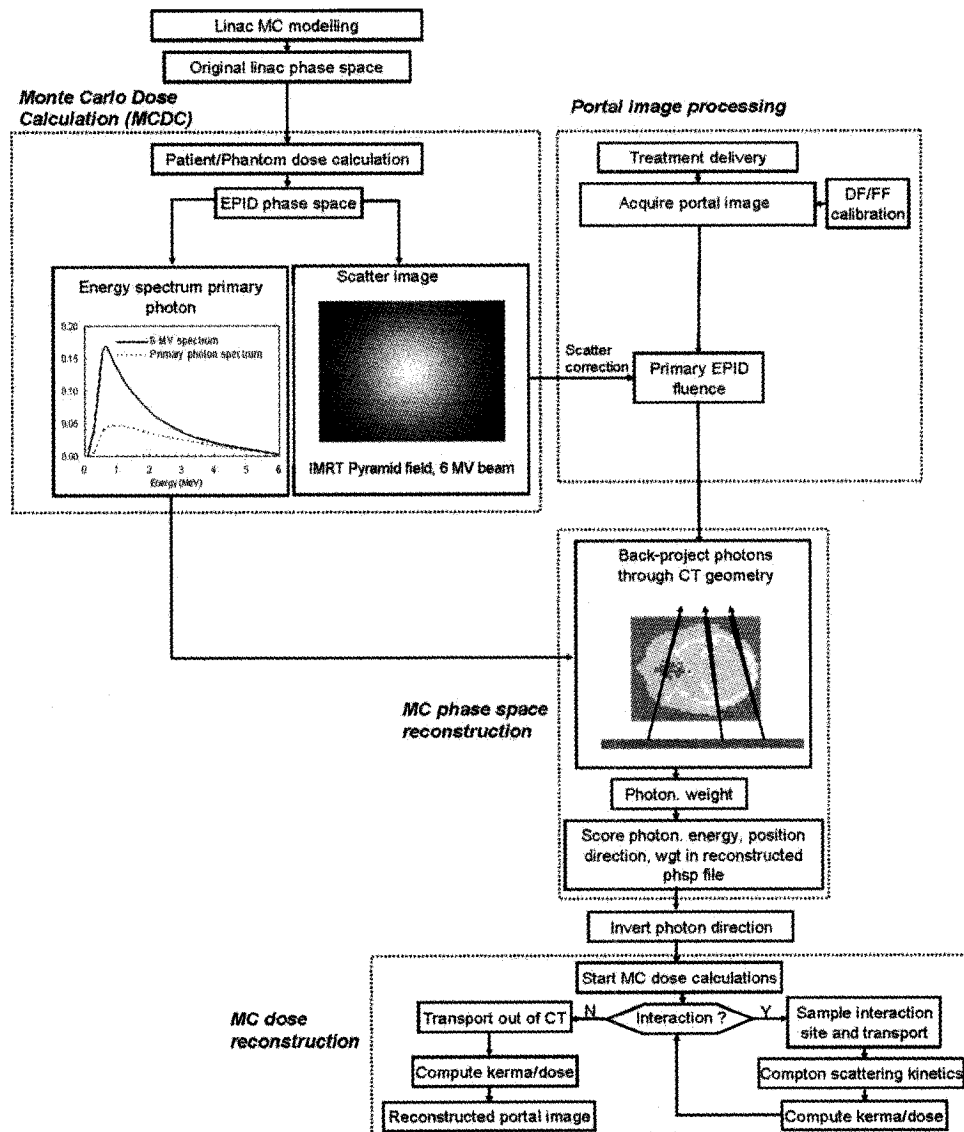 Linac MC modelling
Original linac phase space
Monte Carlo Dose
Calculation (MCDC)
Patient/Phantom dose calculation
EPID phase space
Energy spectrum primary
photon
0.20
6 MV spectrum
Primary photon spectrum
0.15
0.10
0.05
0.00
0 1 2 3 4 5 6
Energy (MeV)
Scatter image
IMRT Pyramid field, 6 MV beam
Portal image processing
Treatment delivery
Acquire portal image
DF/FF
calibration
Scatter
correction
Primary EPID
fluence
Back-project photons
through CT geometry
MC phase space
reconstruction
Photon. weight
Score photon. energy, position
direction, wgt in reconstructed
phsp file
Invert photon direction
MC dose
reconstruction
Start MC dose calculations
Transport out of CT
N
Interaction ?
Y
Sample interaction
site and transport
Compute kerma/dose
Compton scattering kinetics
Reconstructed portal image
Compute kerma/dose